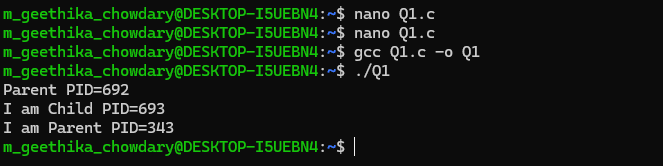 m_geethika_chowdary@DESKTOP-I5UEBN4:~$ nano Q1.c
m_geethika_chowdary@DESKTOP-I5UEBN4:~$ nano Q1.c
m_geethika_chowdary@DESKTOP-I5UEBN4:~$ gcc Q1.c -o Q1
m_geethika_chowdary@DESKTOP-I5UEBN4:~$ ./Q1
Parent PID=692
I am Child PID=693
I am Parent PID=343
m_geethika_chowdary@DESKTOP-I5UEBN4:~$